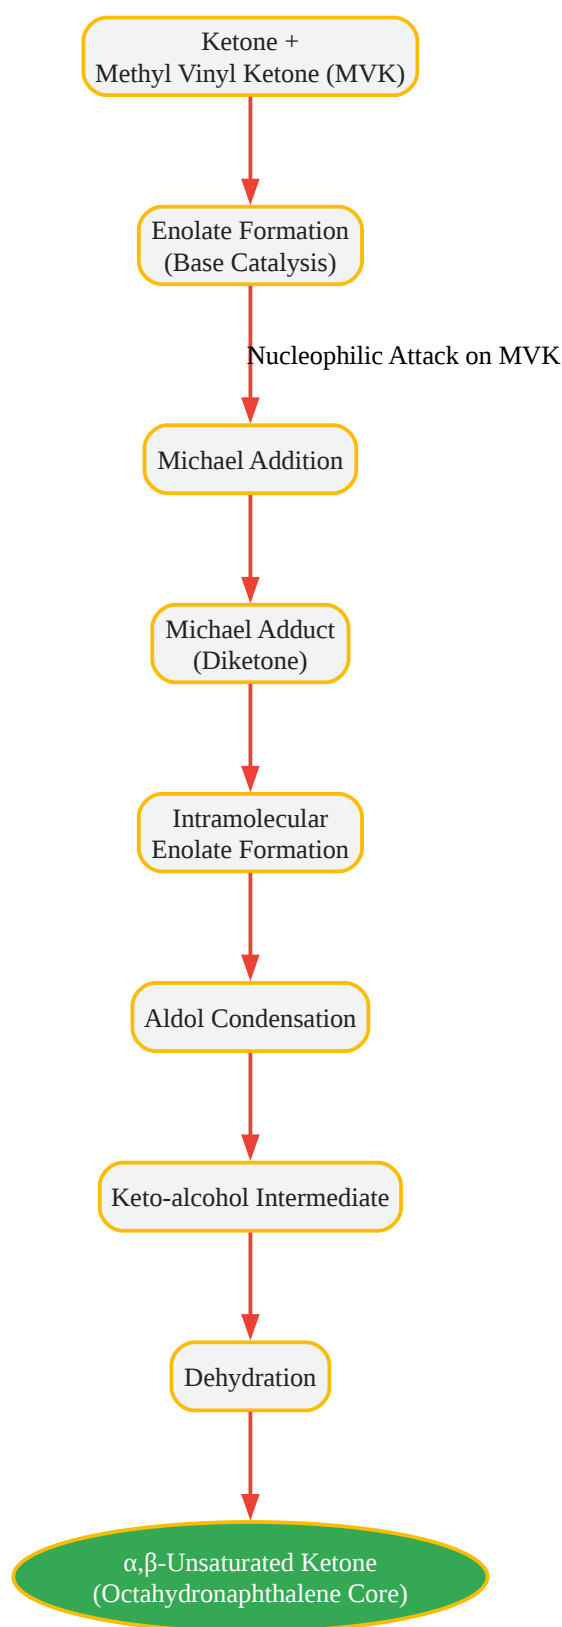 Ketone +
Methyl Vinyl Ketone (MVK)
Enolate Formation
(Base Catalysis)
Nucleophilic Attack on MVK
Michael Addition
Michael Adduct
(Diketone)
Intramolecular
Enolate Formation
Aldol Condensation
Keto-alcohol Intermediate
Dehydration
α,β-Unsaturated Ketone
(Octahydronaphthalene Core)